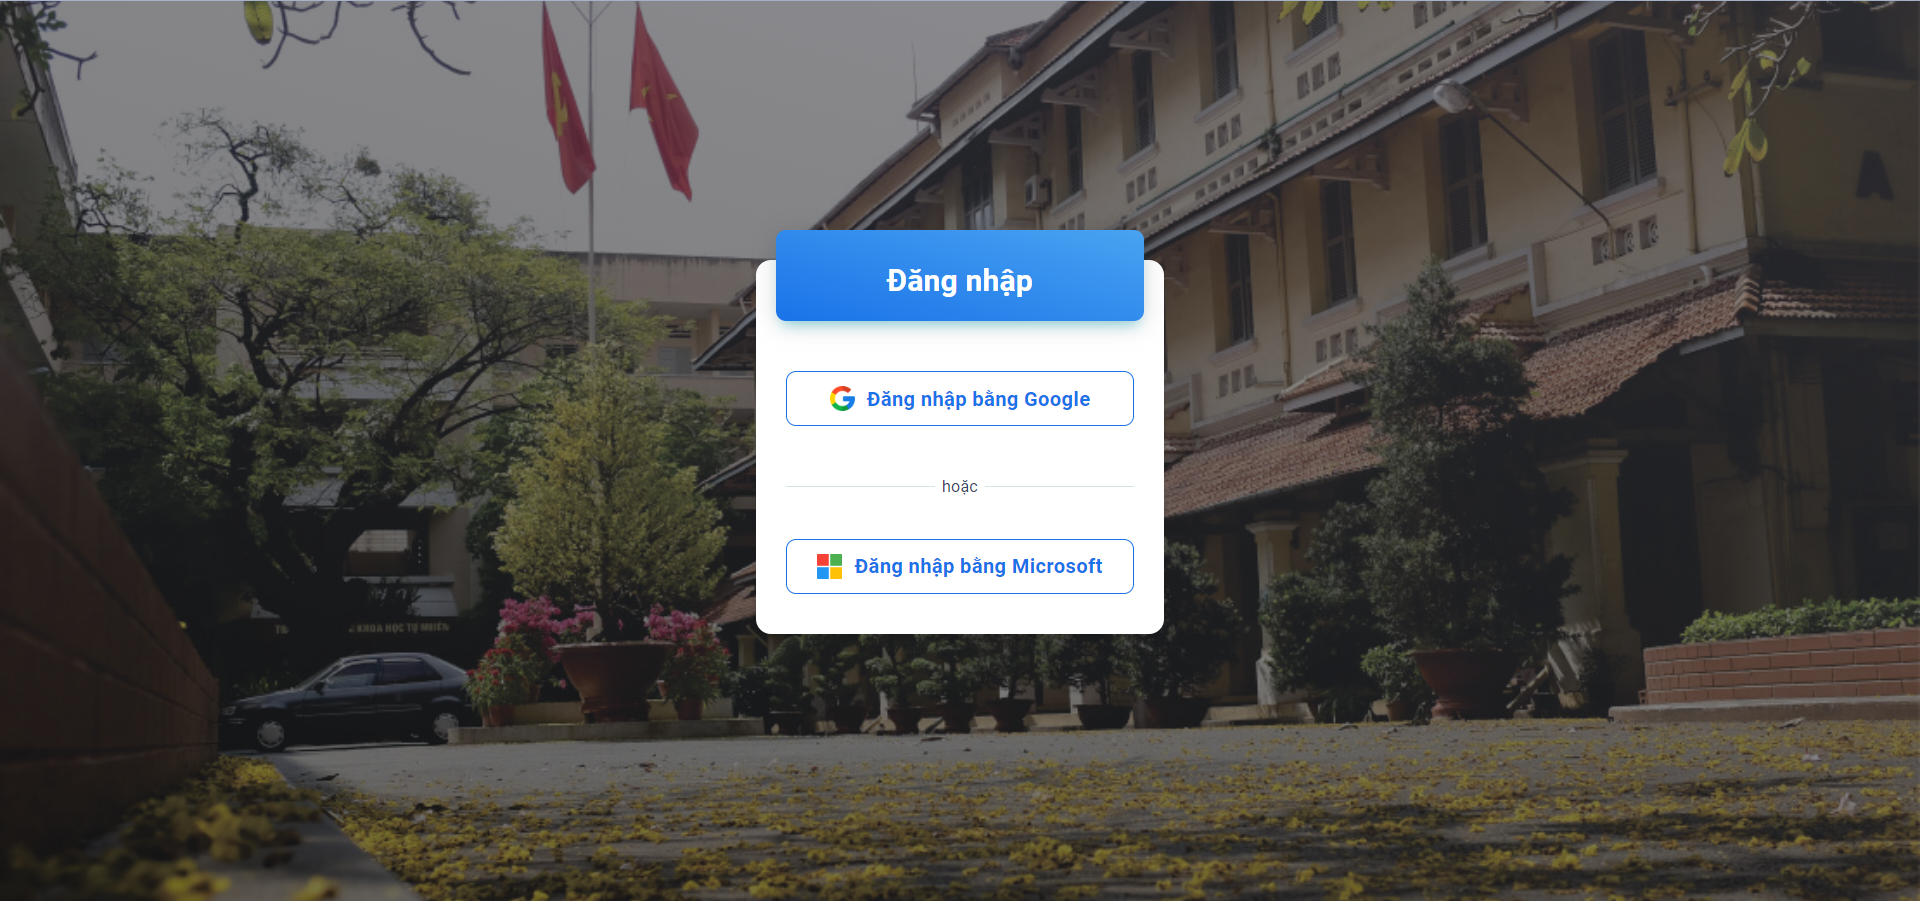 A
Đăng nhập
Đăng nhập bằng Google
hoặc
Đăng nhập bằng Microsoft
KHOA HỌC TỰ NHIÊN